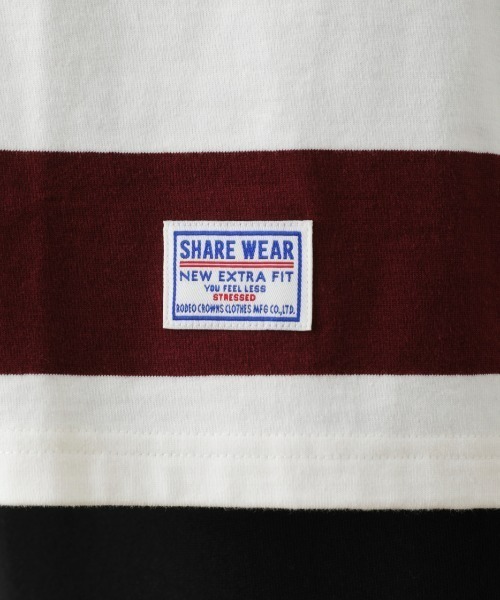 SHARE WEAR
NEW EXTRA FIT
YOU FEEL LESS
STRESSED
RODEO CROWNS CLOTHES MFG CO.,LTD.